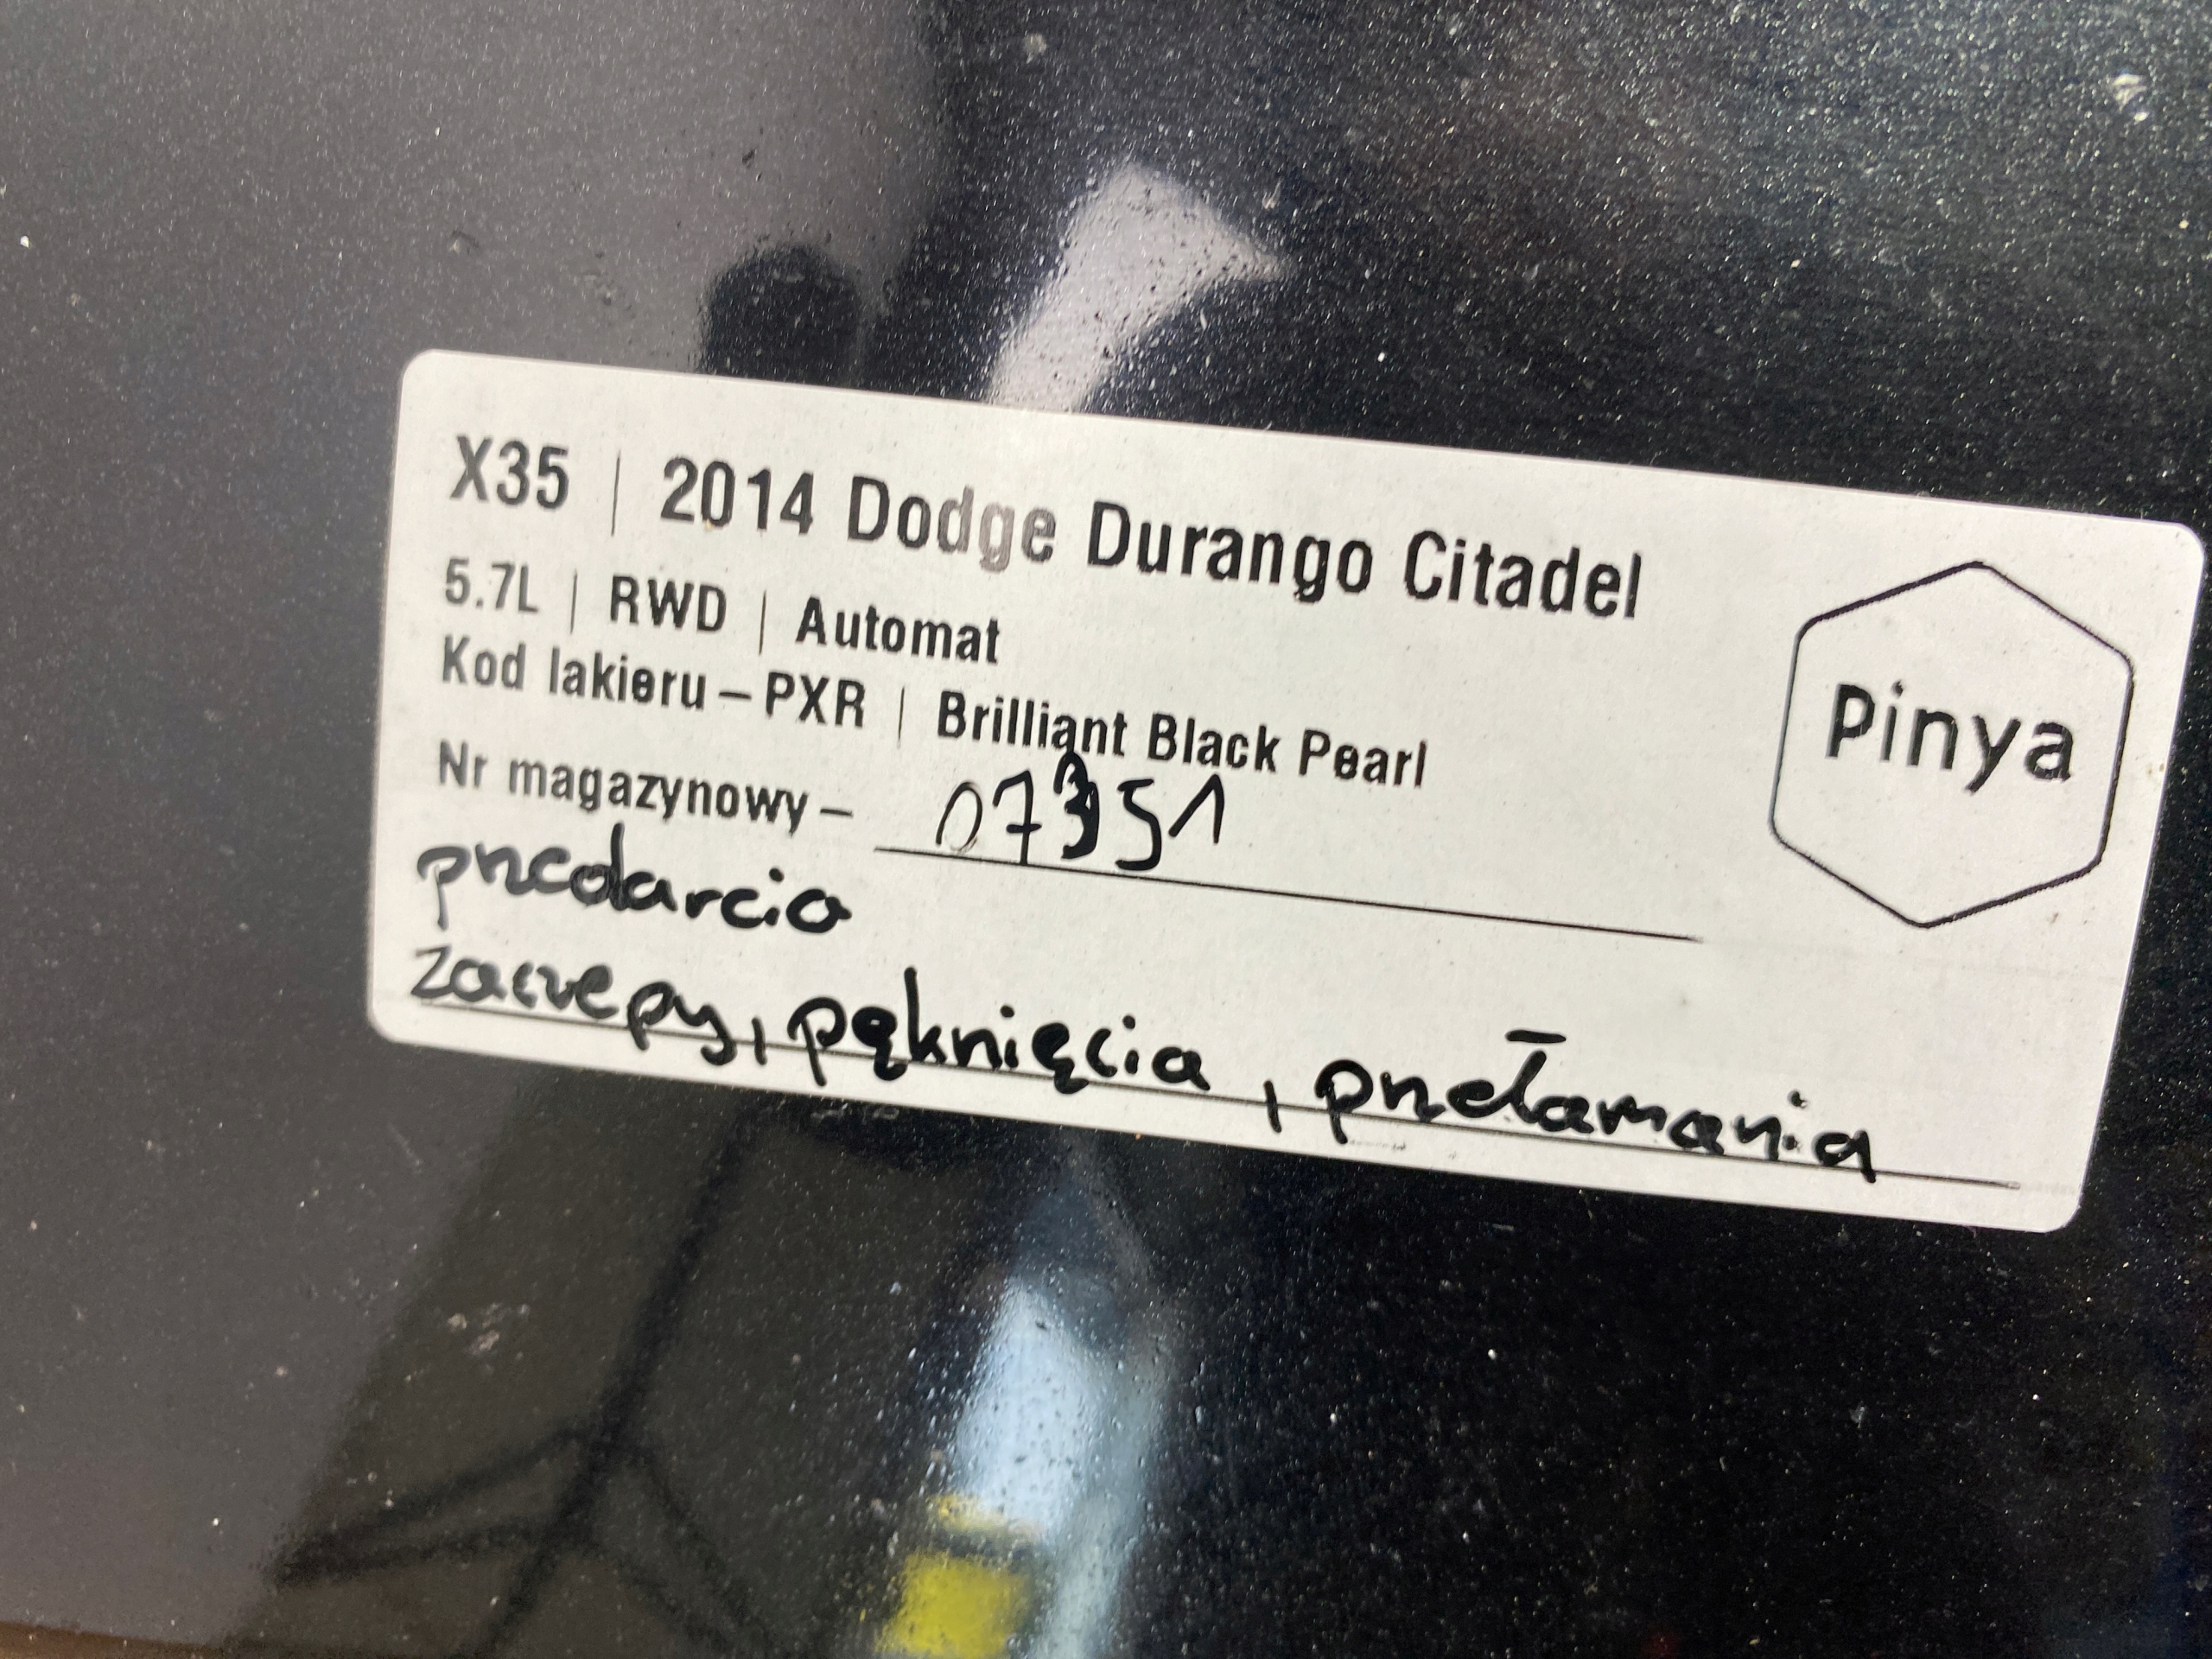 X35 | 2014 Dodge Durango Citadel
5.7L | RWD | Automat
Kod lakieru – PXR | Brilliant Black Pearl
Nr magazynowy – 07351
przedarcia
zaczepy, pęknięcia, przełamania
Pinya